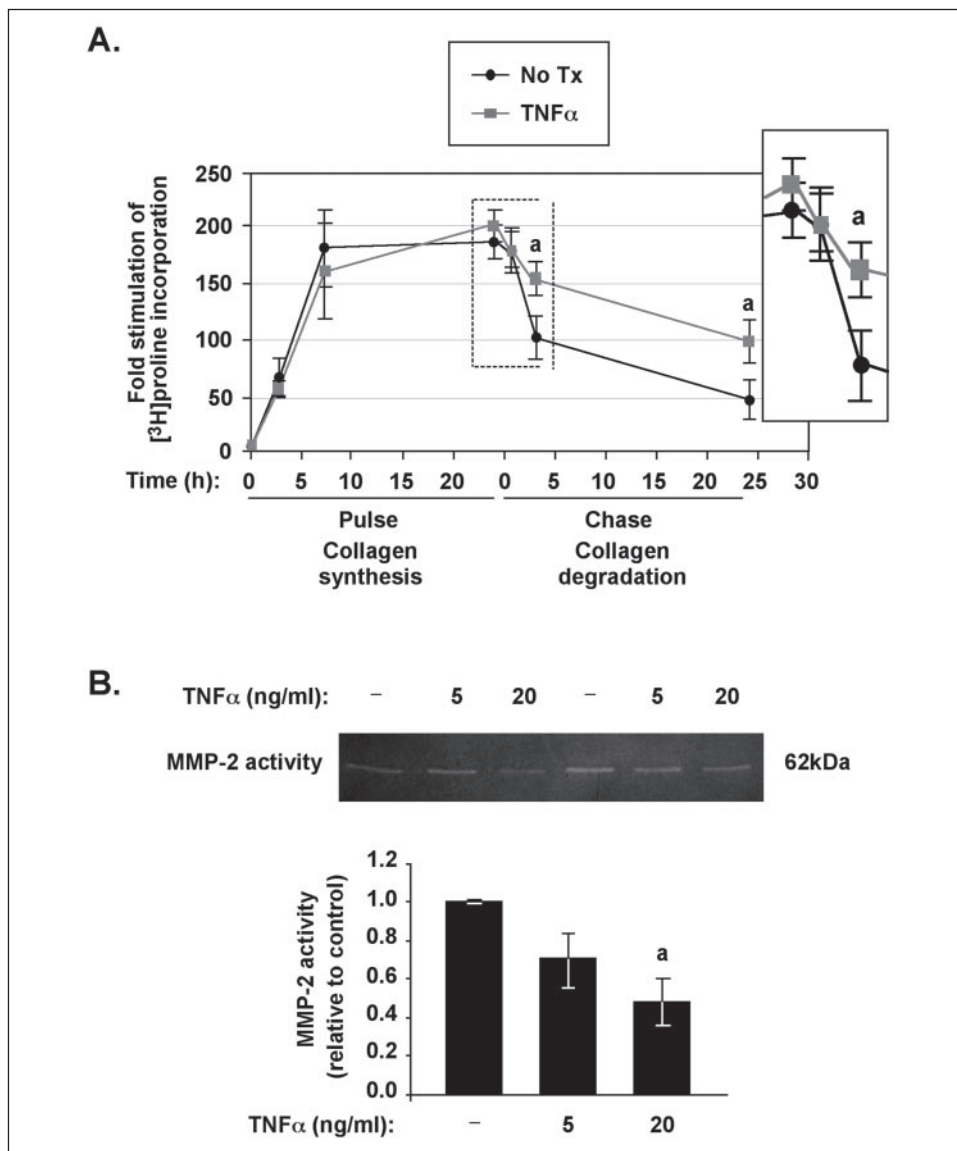 A.
No Tx
TNFα
Fold stimulation of
[³H]proline incorporation
250
200
150
100
50
0
a
a
a
Time (h): 0 5 10 15 20 0 5 10 15 20 25 30
Pulse
Collagen
synthesis
Chase
Collagen
degradation
B.
TNFα (ng/ml): – 5 20 – 5 20
MMP-2 activity 62kDa
MMP-2 activity
(relative to control)
1.2
1.0
0.8
0.6
0.4
0.2
0.0
a
TNFα (ng/ml): – 5 20